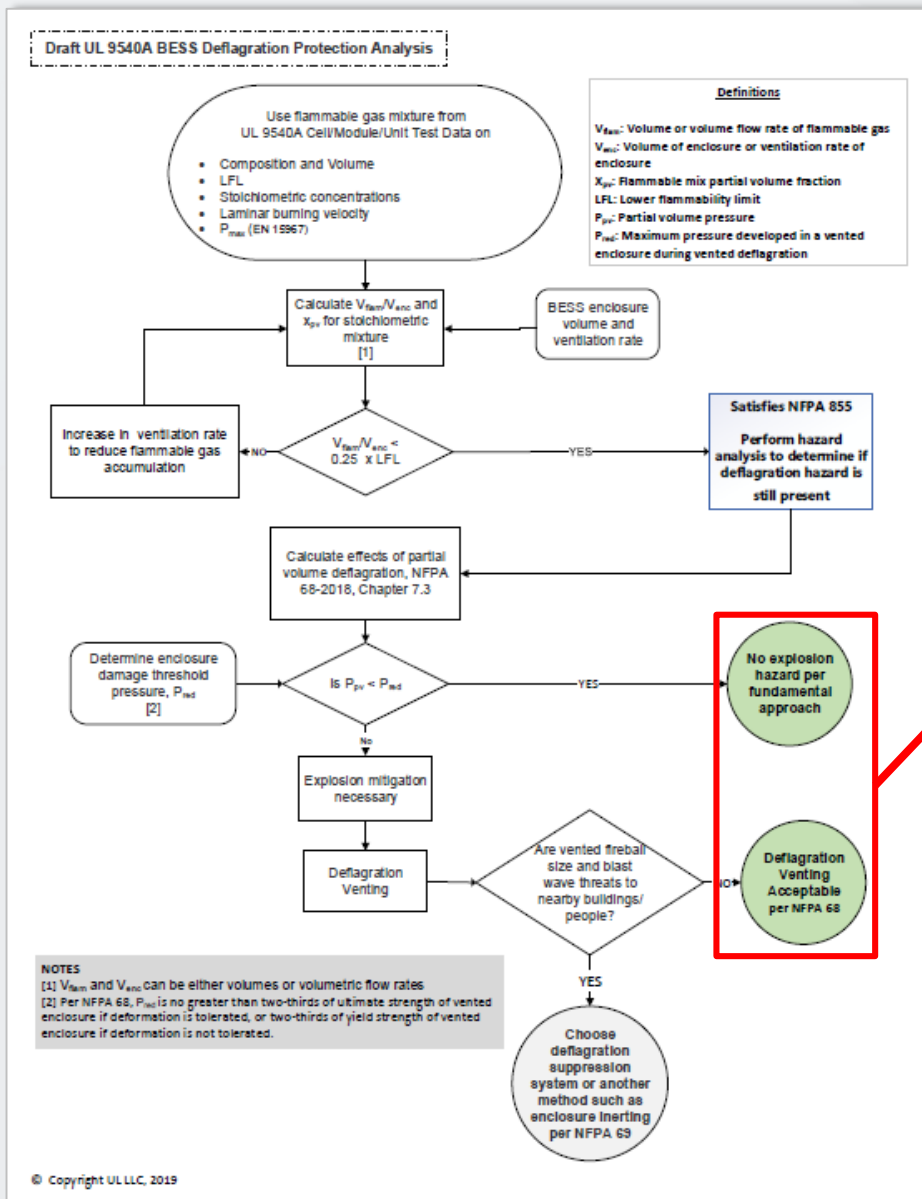 Draft UL 9540A BESS Deflagration Protection Analysis
Use flammable gas mixture from
UL 9540A Cell/Module/Unit Test Data on
• Composition and Volume
• LFL
• Stoichiometric concentrations
• Laminar burning velocity
• Pmax (EN 15967)
Definitions
Vflam: Volume or volume flow rate of flammable gas
Venc: Volume of enclosure or ventilation rate of
enclosure
Xpv: Flammable mix partial volume fraction
LFL: Lower flammability limit
Ppv: Partial volume pressure
Pred: Maximum pressure developed in a vented
enclosure during vented deflagration
Calculate Vflam/Venc and
xpv for stoichiometric
mixture
[1]
BESS enclosure
volume and
ventilation rate
Increase in ventilation rate
to reduce flammable gas
accumulation
NO
Vflam/Venc <
0.25 x LFL
YES
Satisfies NFPA 855
Perform hazard
analysis to determine if
deflagration hazard is
still present
Calculate effects of partial
volume deflagration, NFPA
68-2018, Chapter 7.3
Determine enclosure
damage threshold
pressure, Pred
[2]
Is Ppv < Pred
YES
No explosion
hazard per
fundamental
approach
No
Explosion mitigation
necessary
Deflagration
Venting
Are vented fireball
size and blast
wave threats to
nearby buildings/
people?
NO
Deflagration
Venting
Acceptable
per NFPA 68
YES
Choose
deflagration
suppression
system or another
method such as
enclosure inerting
per NFPA 69
NOTES
[1] Vflam and Venc can be either volumes or volumetric flow rates
[2] Per NFPA 68, Pred is no greater than two-thirds of ultimate strength of vented
enclosure if deformation is tolerated, or two-thirds of yield strength of vented
enclosure if deformation is not tolerated.
© Copyright UL LLC, 2019